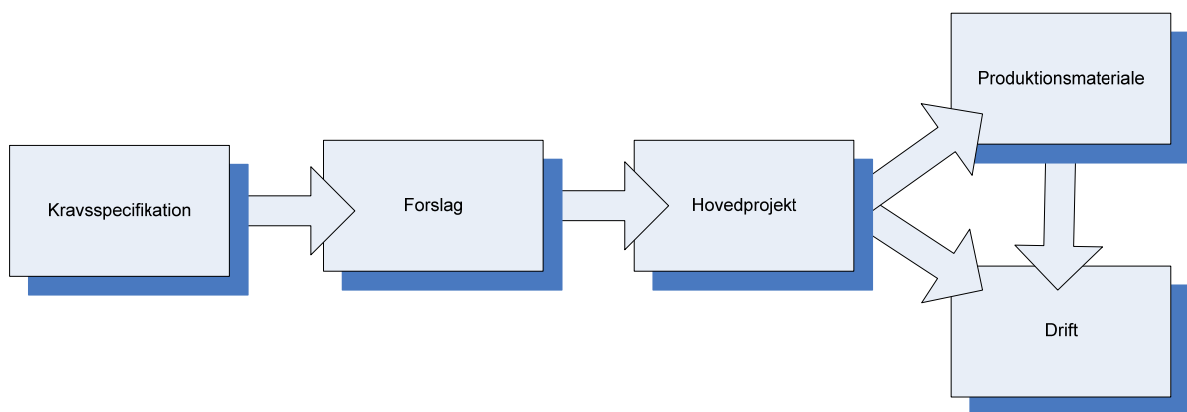 Kravsspecifikation
Forslag
Hovedprojekt
Produktionsmateriale
Drift